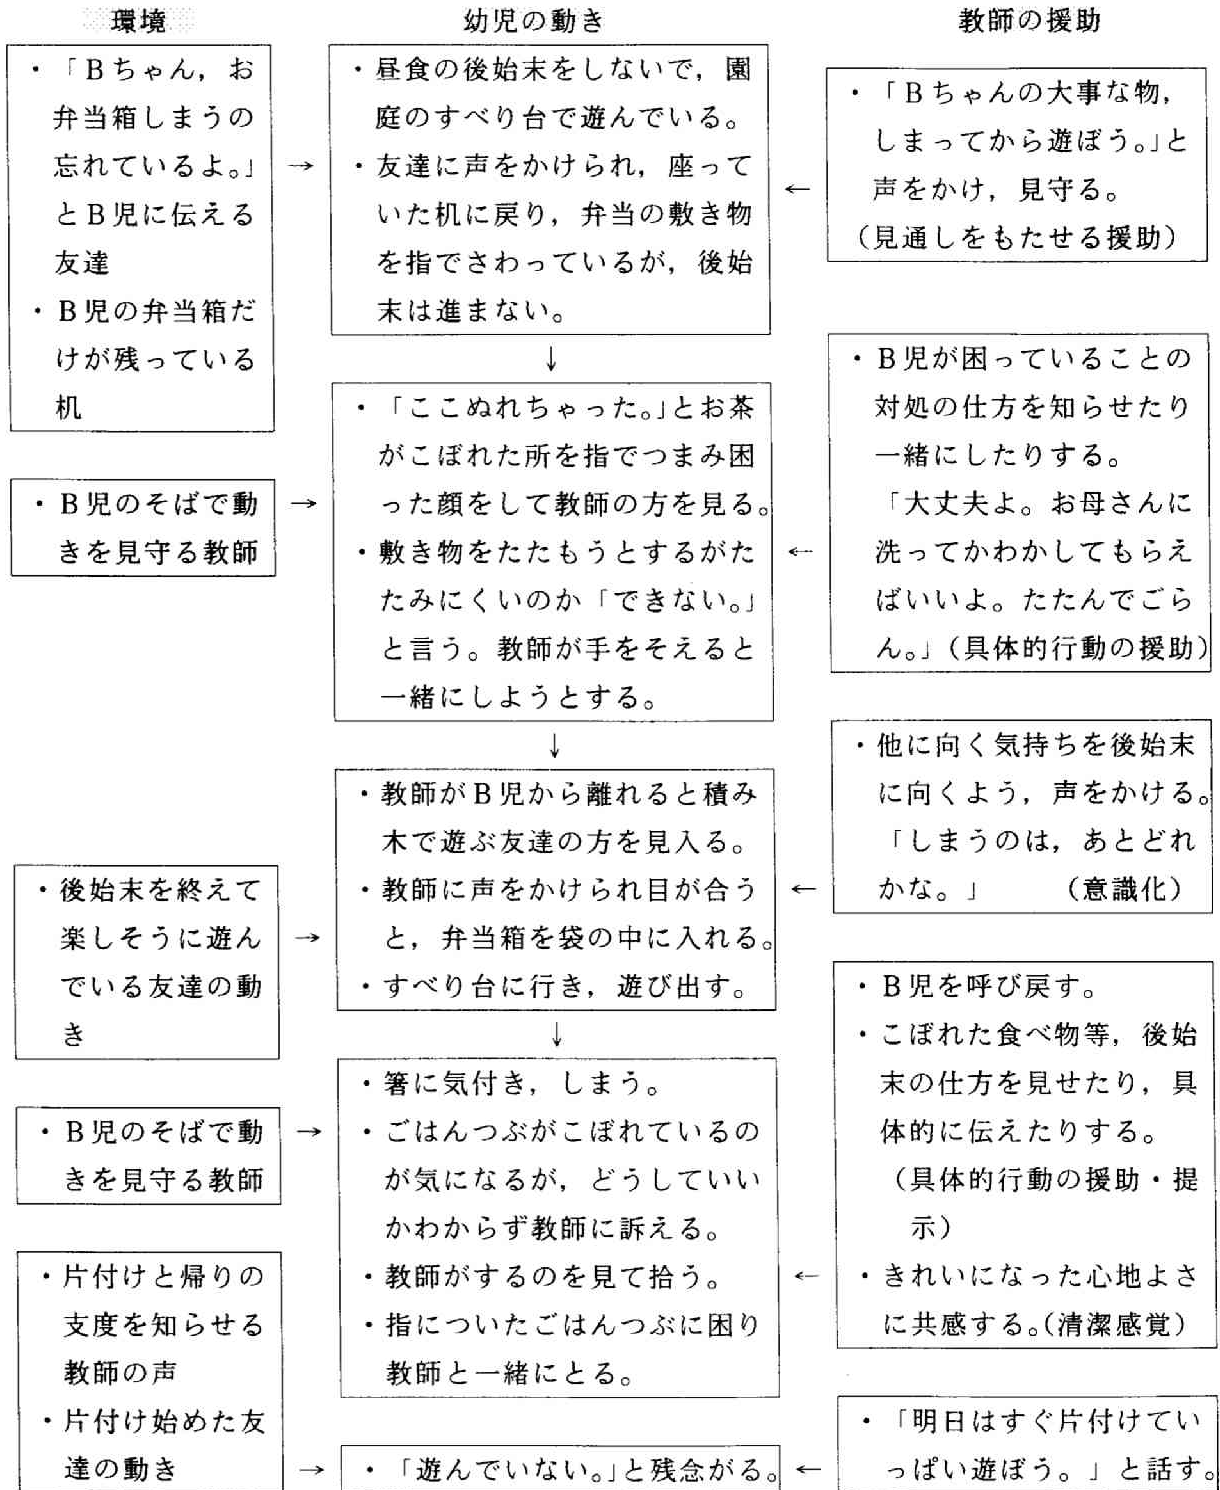 環境
・「Bちゃん，お
弁当箱しまうの
忘れているよ。」
とB児に伝える
友達
・B児の弁当箱だ
けが残っている
机
・B児のそばで動
きを見守る教師
・後始末を終えて
楽しそうに遊ん
でいる友達の動
き
・B児のそばで動
きを見守る教師
・片付けと帰りの
支度を知らせる
教師の声
・片付け始めた友
達の動き
→
→
→
→
→
幼児の動き
・昼食の後始末をしないで，園
庭のすべり台で遊んでいる。
・友達に声をかけられ，座って
いた机に戻り，弁当の敷き物
を指でさわっているが，後始
末は進まない。
↓
・「ここぬれちゃった。」とお茶
がこぼれた所を指でつまみ困
った顔をして教師の方を見る。
・敷き物をたたもうとするがた
たみにくいのか「できない。」
と言う。教師が手をそえると
一緒にしようとする。
↓
・教師がB児から離れると積み
木で遊ぶ友達の方を見入る。
・教師に声をかけられ目が合う
と，弁当箱を袋の中に入れる。
・すべり台に行き，遊び出す。
↓
・箸に気付き，しまう。
・ごはんつぶがこぼれているの
が気になるが，どうしていい
かわからず教師に訴える。
・教師がするのを見て拾う。
・指についたごはんつぶに困り
教師と一緒にとる。
・「遊んでいない。」と残念がる。
←
←
←
←
←
教師の援助
・「Bちゃんの大事な物，
しまってから遊ぼう。」と
声をかけ，見守る。
（見通しをもたせる援助）
・B児が困っていることの
対処の仕方を知らせたり
一緒にしたりする。
「大丈夫よ。お母さんに
洗ってかわかしてもらえ
ばいいよ。たたんでごら
ん。」（具体的行動の援助）
・他に向く気持ちを後始末
に向くよう，声をかける。
「しまうのは，あとどれ
かな。」　　（意識化）
・B児を呼び戻す。
・こぼれた食べ物等，後始
末の仕方を見せたり，具
体的に伝えたりする。
（具体的行動の援助・提
示）
・きれいになった心地よさ
に共感する。（清潔感覚）
・「明日はすぐ片付けてい
っぱい遊ぼう。」と話す。